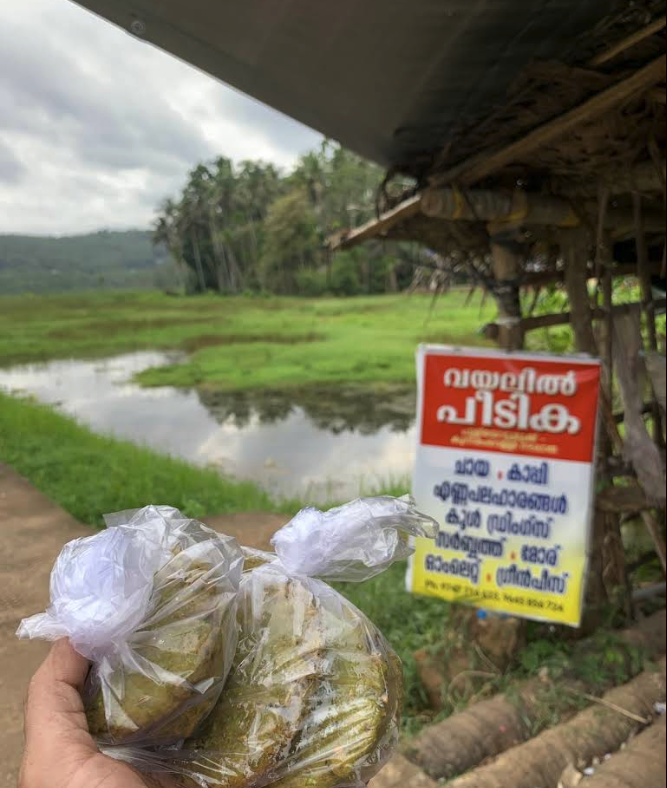 വയലിൽ
പീടിക
ചായ കാപ്പി
എണ്ണപലഹാരങ്ങൾ
കൂൾ ഡ്രിംഗ്സ്
സർബ്ബത്ത് മോര്
ഓംലെറ്റ് ഗ്രീൻപീസ്